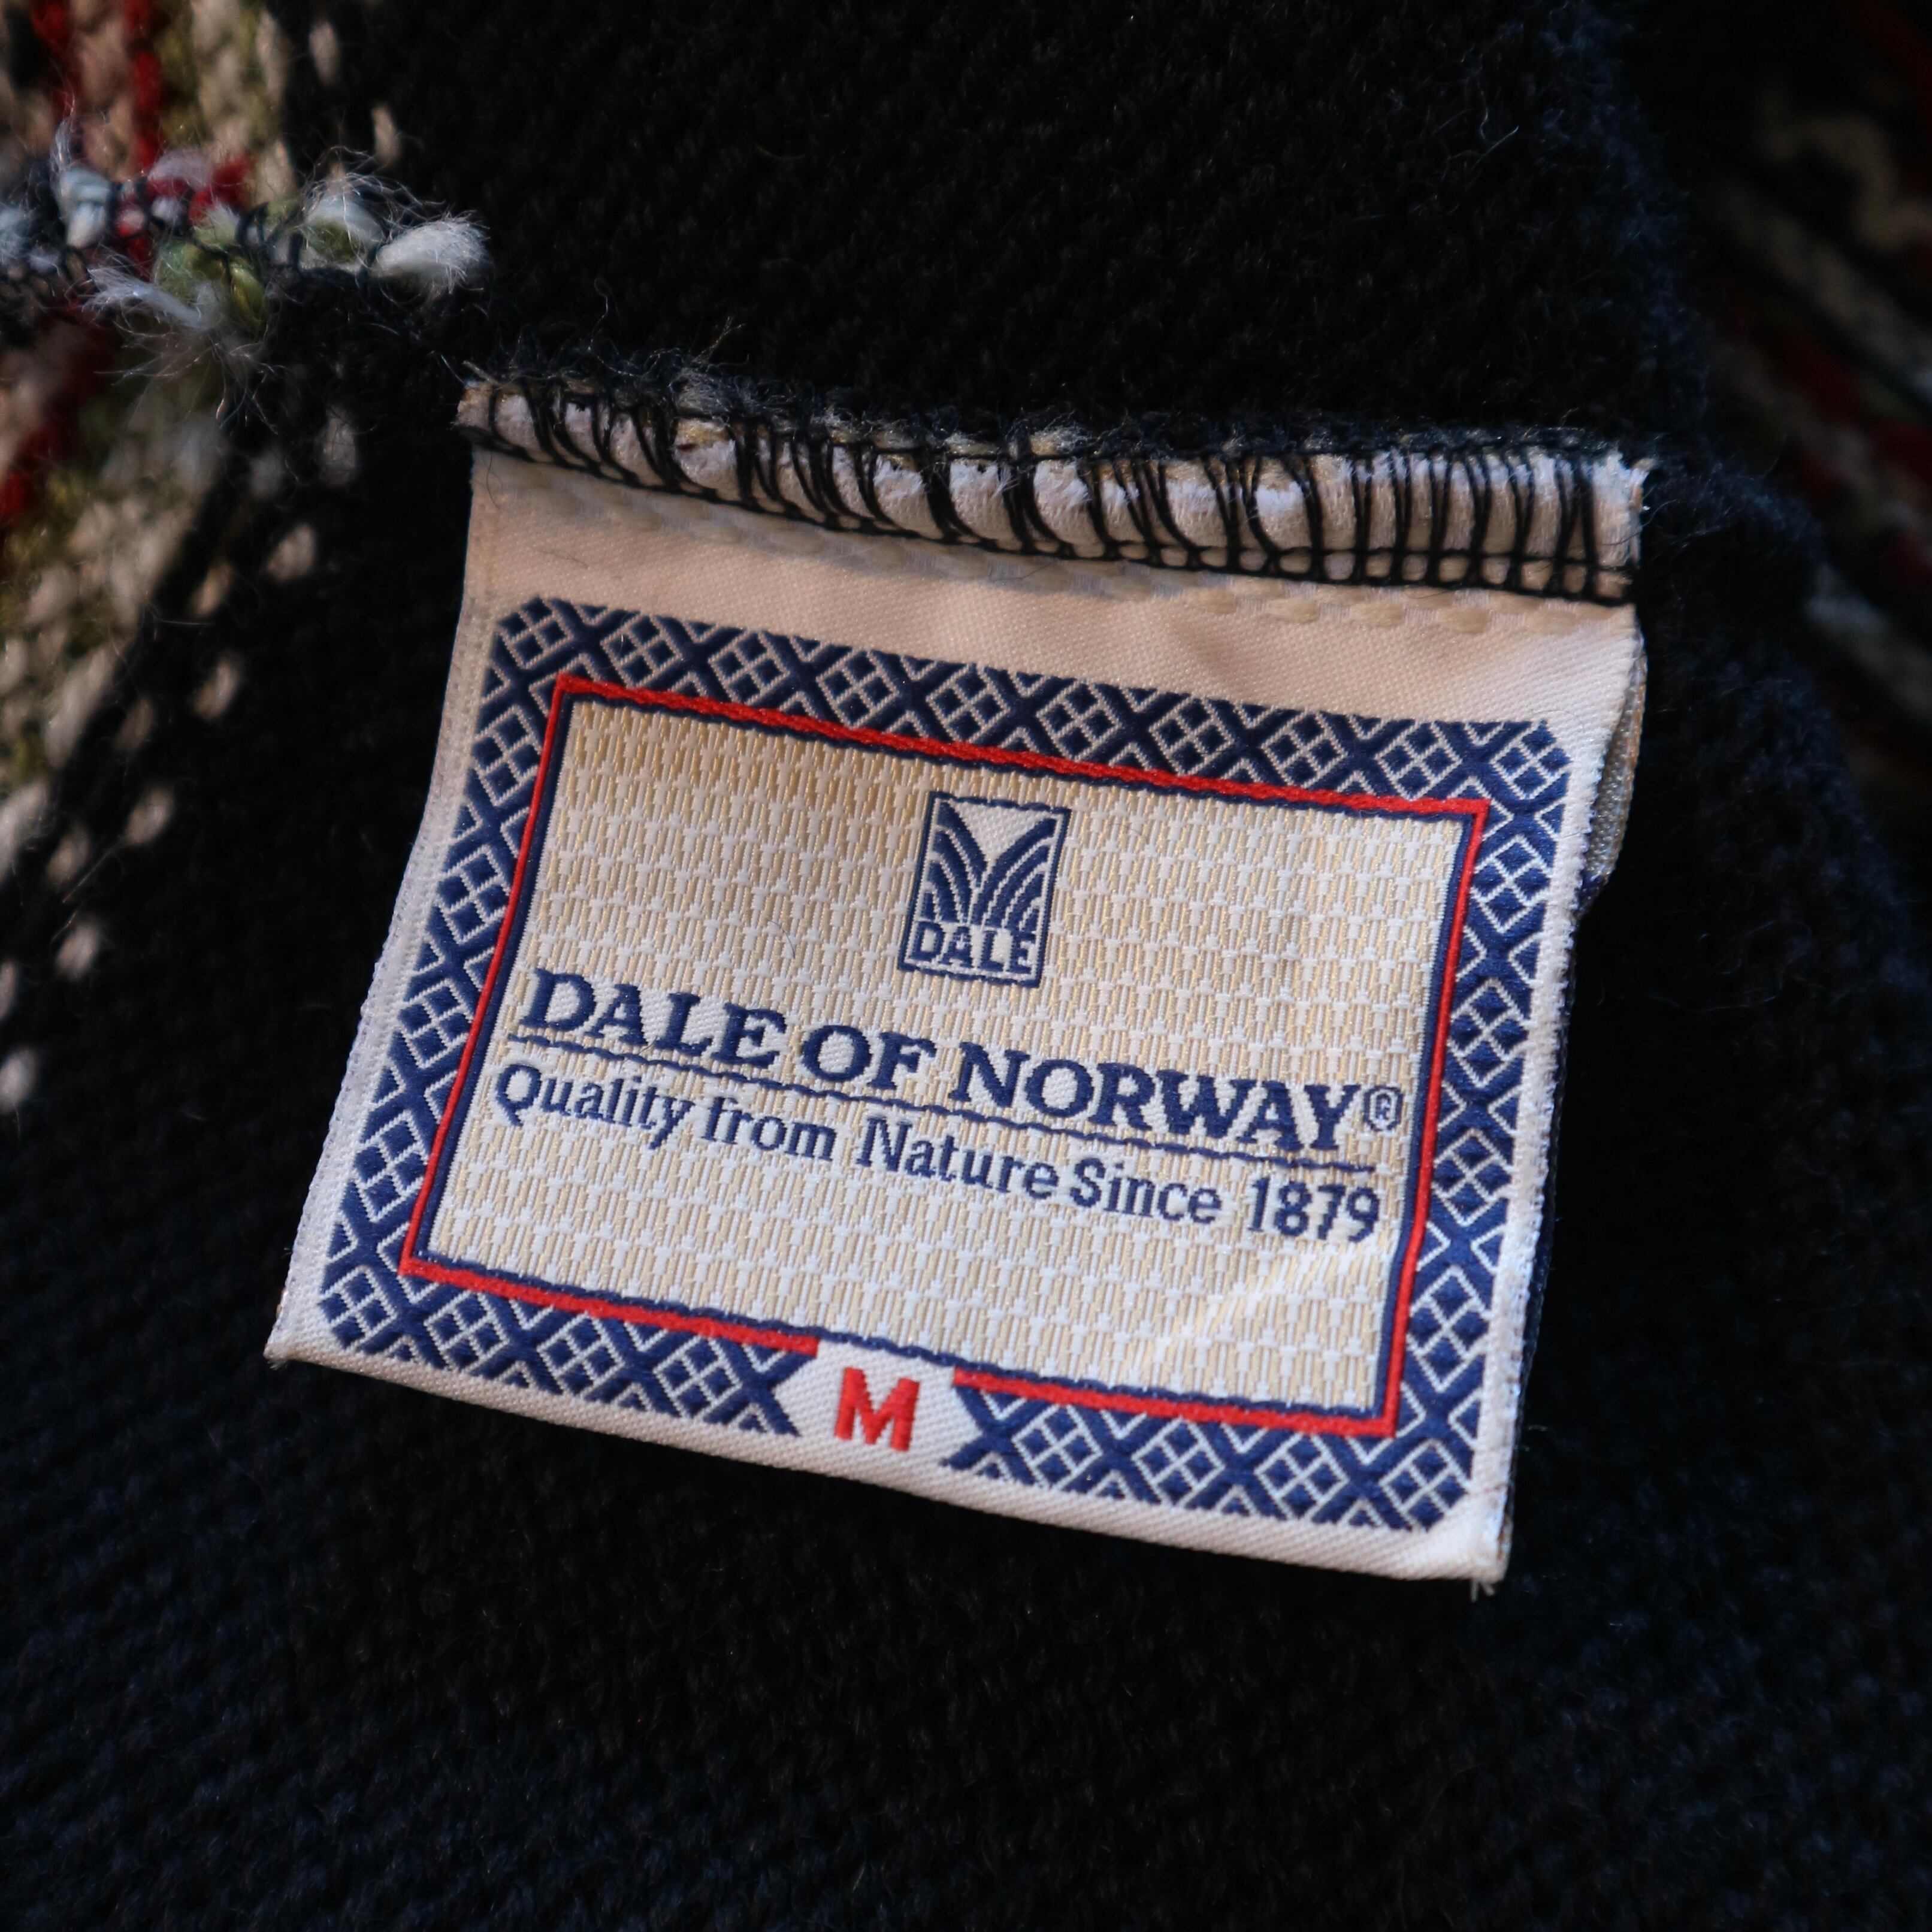 DALE
DALE OF NORWAY®
Quality from Nature Since 1879
M